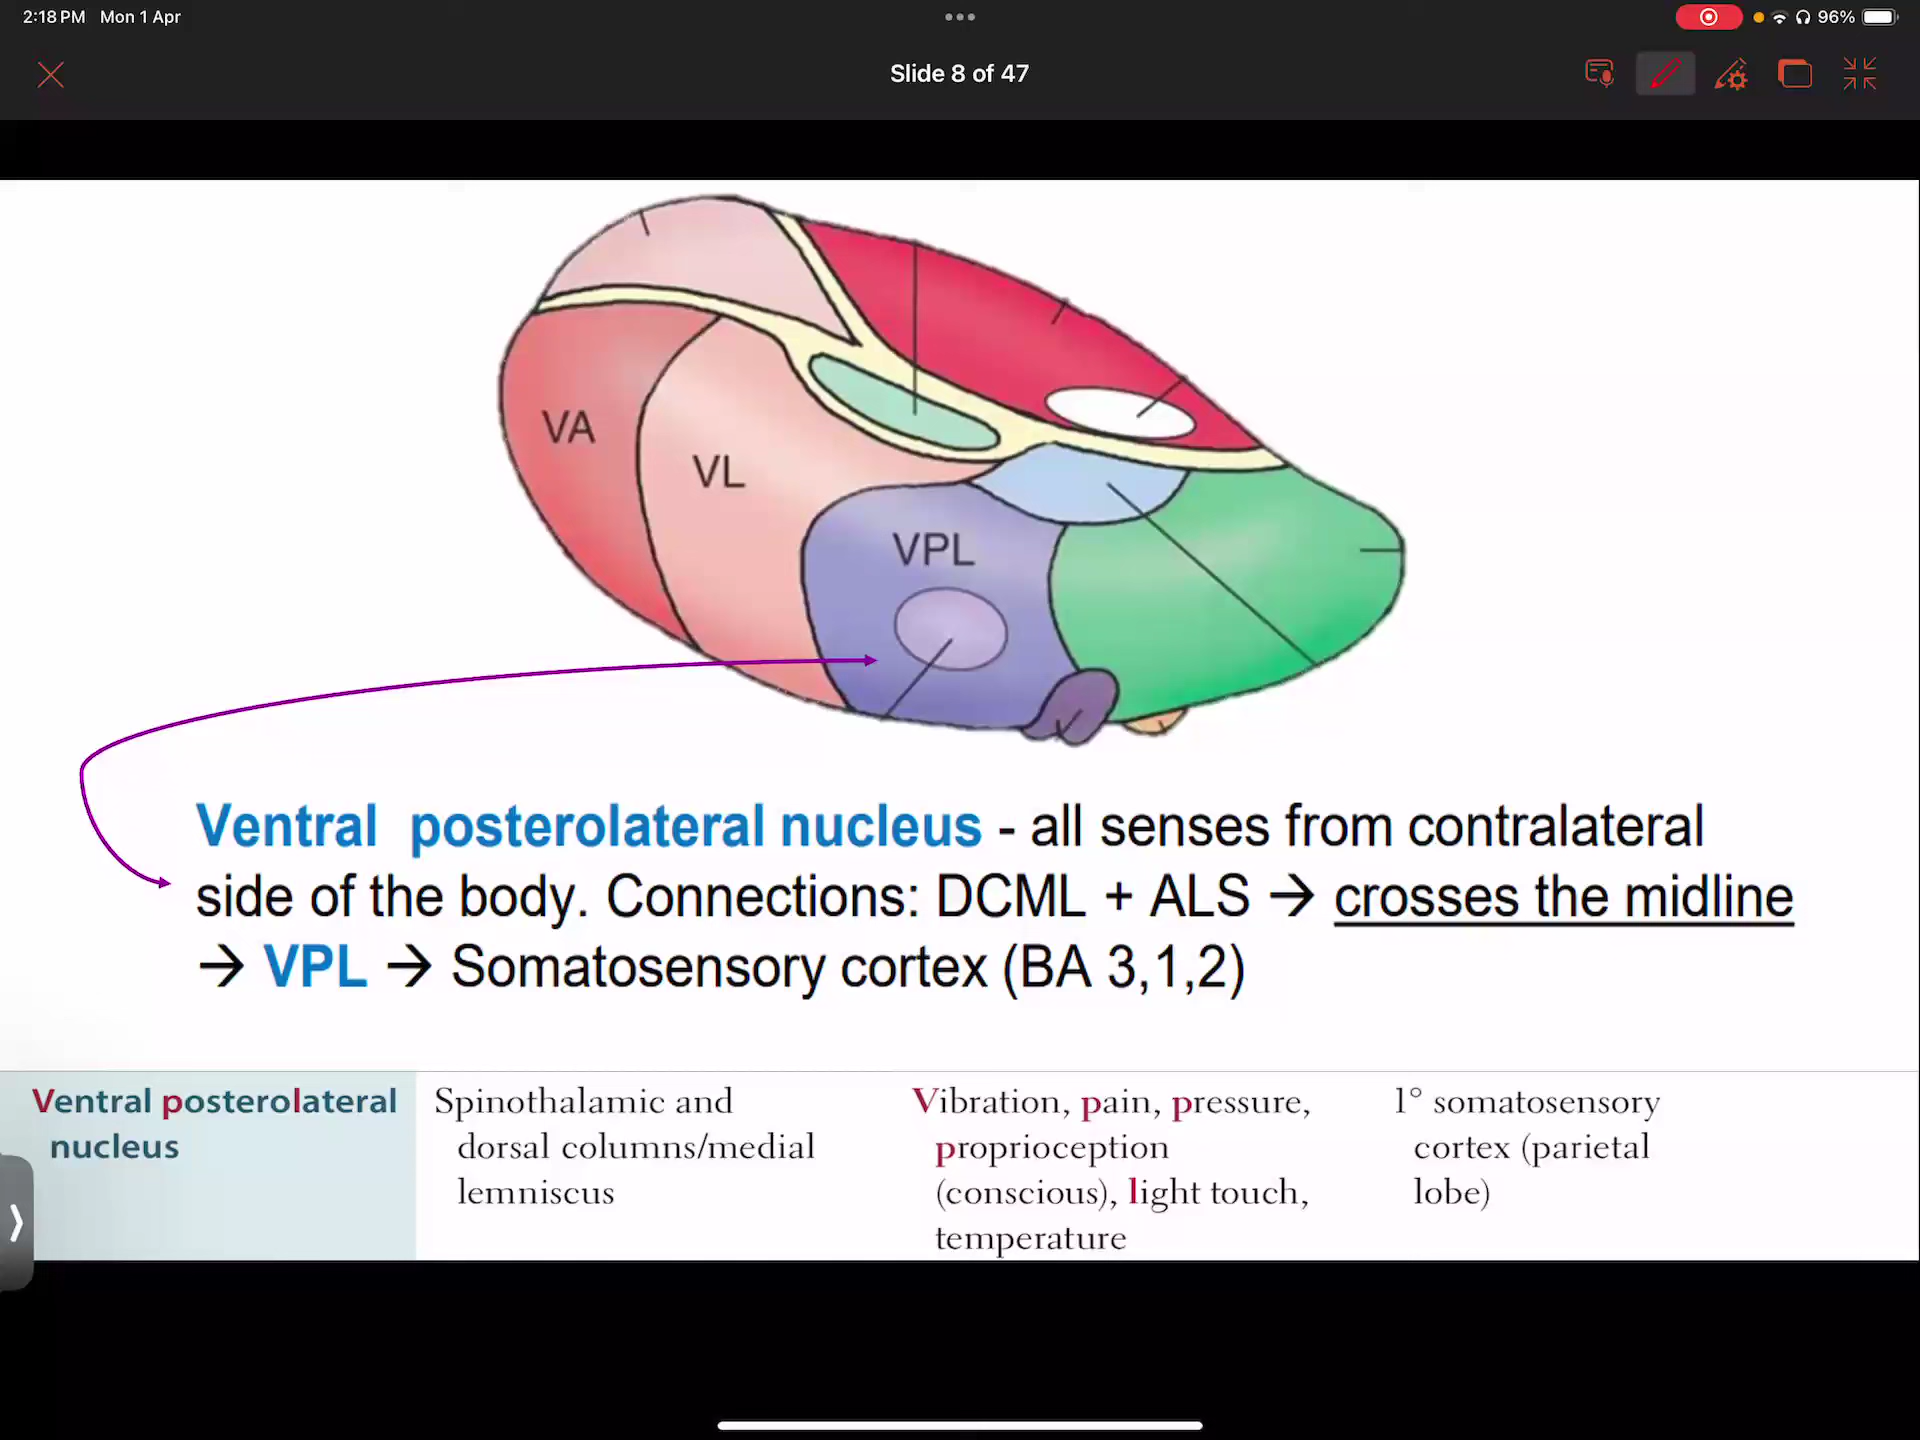 2:18 PM Mon 1 Apr
96%
Slide 8 of 47
VA
VL
VPL
Ventral posterolateral nucleus - all senses from contralateral
side of the body. Connections: DCML + ALS → crosses the midline
→ VPL → Somatosensory cortex (BA 3,1,2)
Ventral posterolateral
nucleus
Spinothalamic and
dorsal columns/medial
lemniscus
Vibration, pain, pressure,
proprioception
(conscious), light touch,
temperature
1° somatosensory
cortex (parietal
lobe)